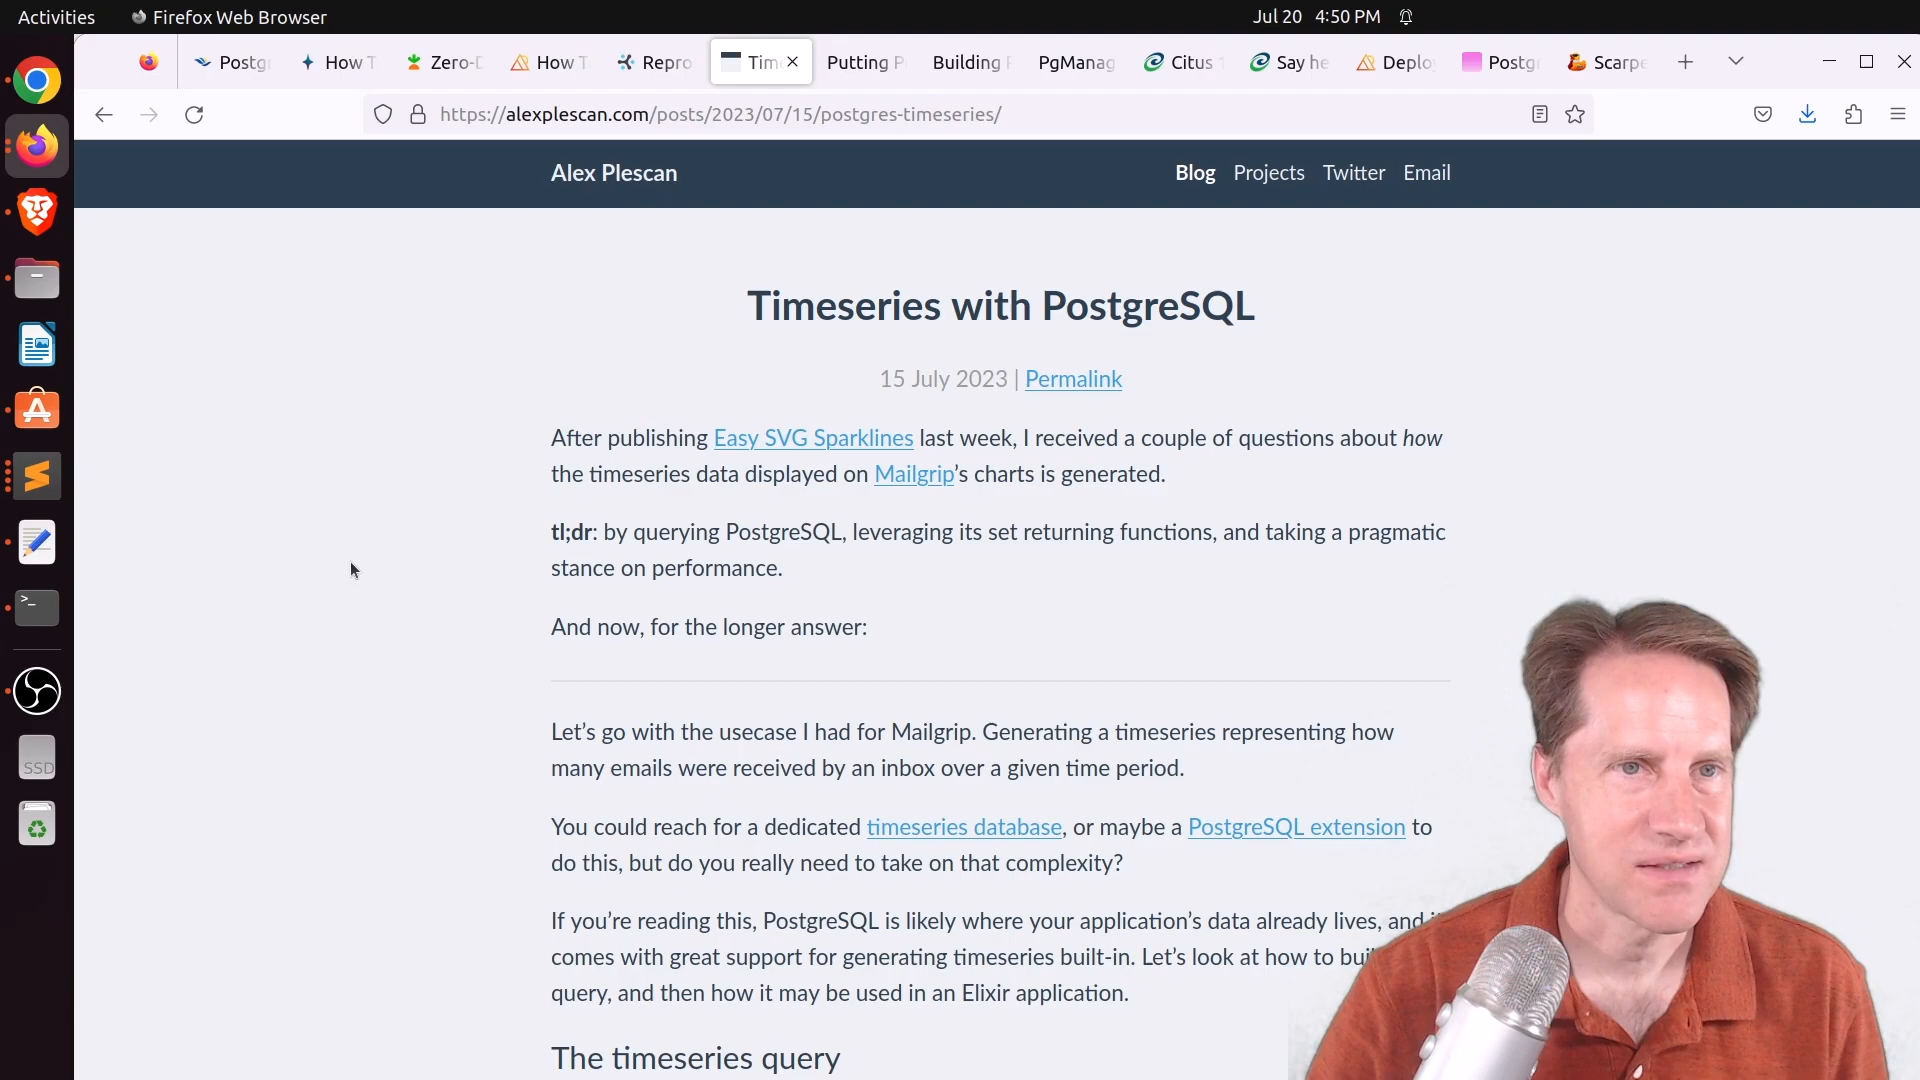 Activities
Firefox Web Browser
Jul 20 4:50 PM
Postg
How T
Zero-D
How T
Repro
Tim
Putting P
Building
PgManag
Citus
Say he
Deplo
Postg
Scarpe
https://alexplescan.com/posts/2023/07/15/postgres-timeseries/
Alex Plescan
Blog Projects Twitter Email
Timeseries with PostgreSQL
15 July 2023 | Permalink
After publishing Easy SVG Sparklines last week, I received a couple of questions about how
the timeseries data displayed on Mailgrip’s charts is generated.
tl;dr: by querying PostgreSQL, leveraging its set returning functions, and taking a pragmatic
stance on performance.
And now, for the longer answer:
Let’s go with the usecase I had for Mailgrip. Generating a timeseries representing how
many emails were received by an inbox over a given time period.
You could reach for a dedicated timeseries database, or maybe a PostgreSQL extension to
do this, but do you really need to take on that complexity?
If you’re reading this, PostgreSQL is likely where your application’s data already lives, and
comes with great support for generating timeseries built-in. Let’s look at how to
query, and then how it may be used in an Elixir application.
The timeseries query
SSD